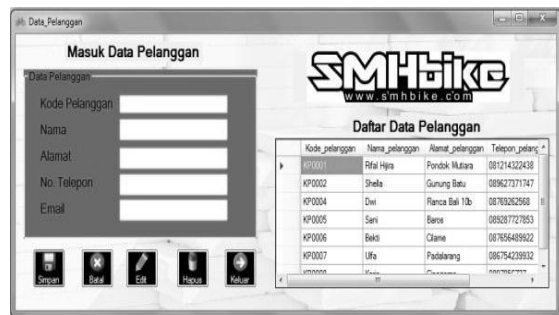 Data_Pelanggan
Masuk Data Pelanggan
Data Pelanggan
Kode Pelanggan
Nama
Alamat
No. Telepon
Email
Simpan
Batal
Edit
Hapus
Keluar
SMHbike
www.smhbike.com
Daftar Data Pelanggan
Kode_pelanggan Nama_pelanggan Alamat_pelanggan Telepon_pelang
KP0001 Rifal Hijra Pondok Mutiara 081214322438
KP0002 Shella Gunung Batu 089627371747
KP0004 Dwi Ranca Bali 10b 08769262568
KP0005 Sani Baros 089287727853
KP0006 Bekti Cilame 087656489922
KP0007 Ulfa Padalarang 086754239932